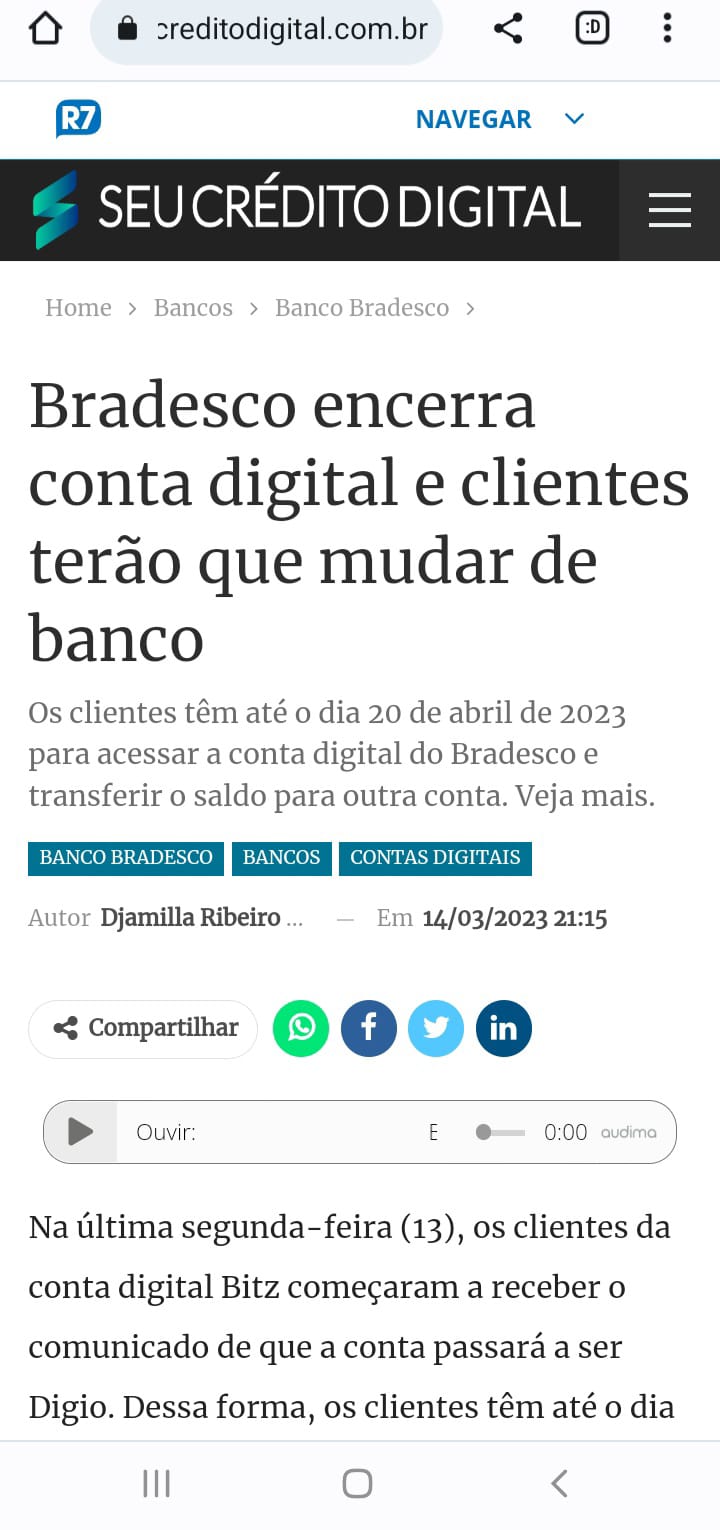 creditodigital.com.br
:D
R7
NAVEGAR
SEU CRÉDITO DIGITAL
Home > Bancos > Banco Bradesco >
Bradesco encerra
conta digital e clientes
terão que mudar de
banco
Os clientes têm até o dia 20 de abril de 2023
para acessar a conta digital do Bradesco e
transferir o saldo para outra conta. Veja mais.
BANCO BRADESCO BANCOS CONTAS DIGITAIS
Autor Djamilla Ribeiro ... — Em 14/03/2023 21:15
Compartilhar
Ouvir: E 0:00 audima
Na última segunda-feira (13), os clientes da
conta digital Bitz começaram a receber o
comunicado de que a conta passará a ser
Digio. Dessa forma, os clientes têm até o dia